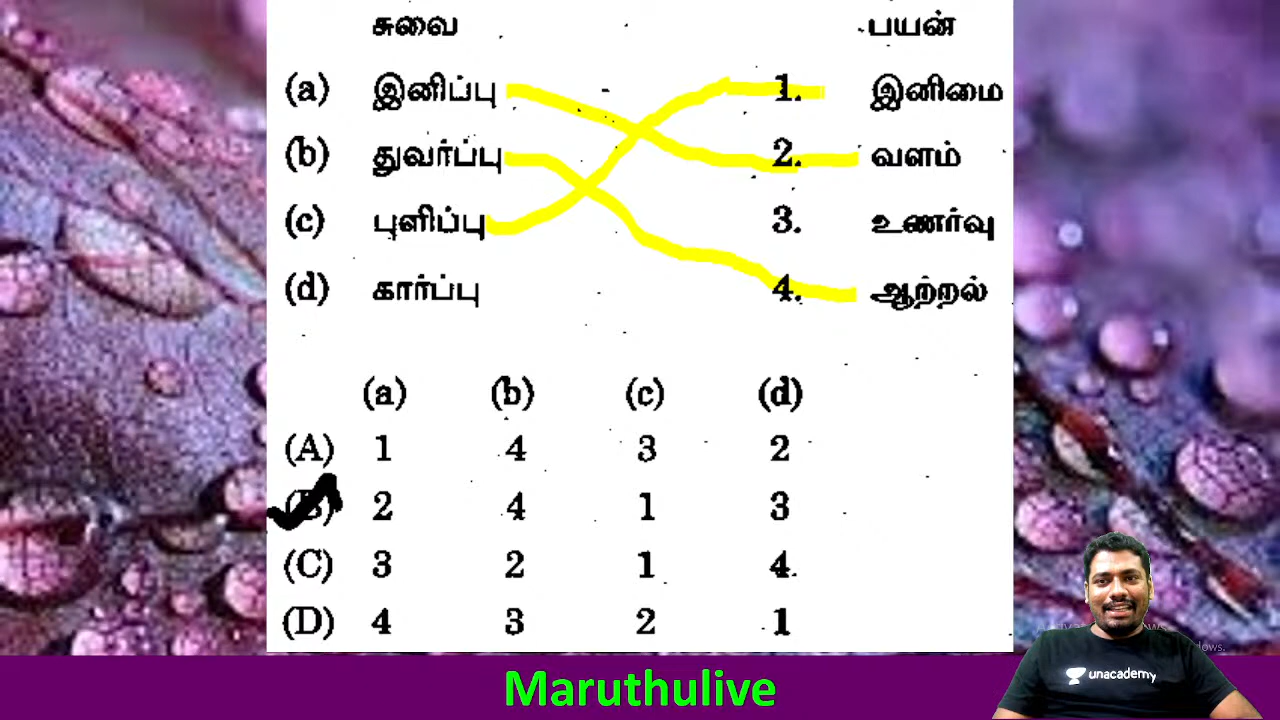 சுவை பயன்
(a) இனிப்பு 1. இனிமை
(b) துவர்ப்பு 2. வளம்
(c) புளிப்பு 3. உணர்வு
(d) கார்ப்பு 4. ஆற்றல்
(a) (b) (c) (d)
(A) 1 4 3 2
(B) 2 4 1 3
(C) 3 2 1 4
(D) 4 3 2 1
unacademy
Maruthulive